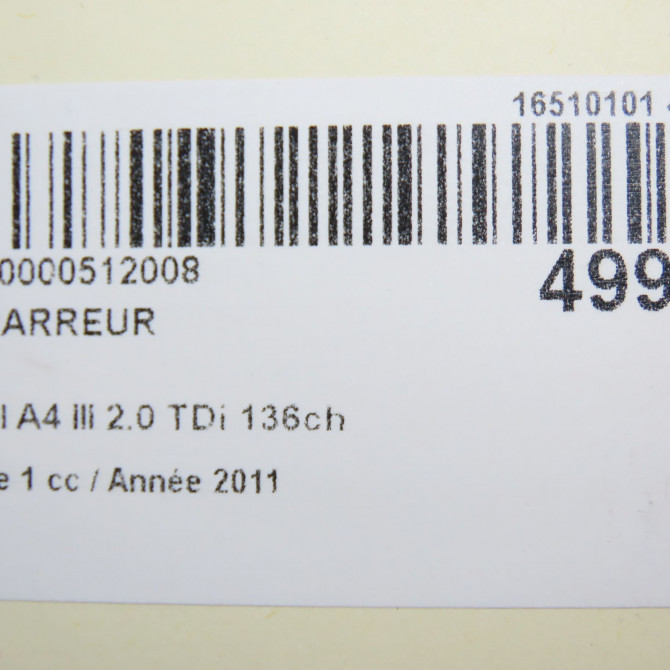 16510101
0000512008
499
ARREUR
I A4 III 2.0 TDi 136ch
e 1 cc / Année 2011